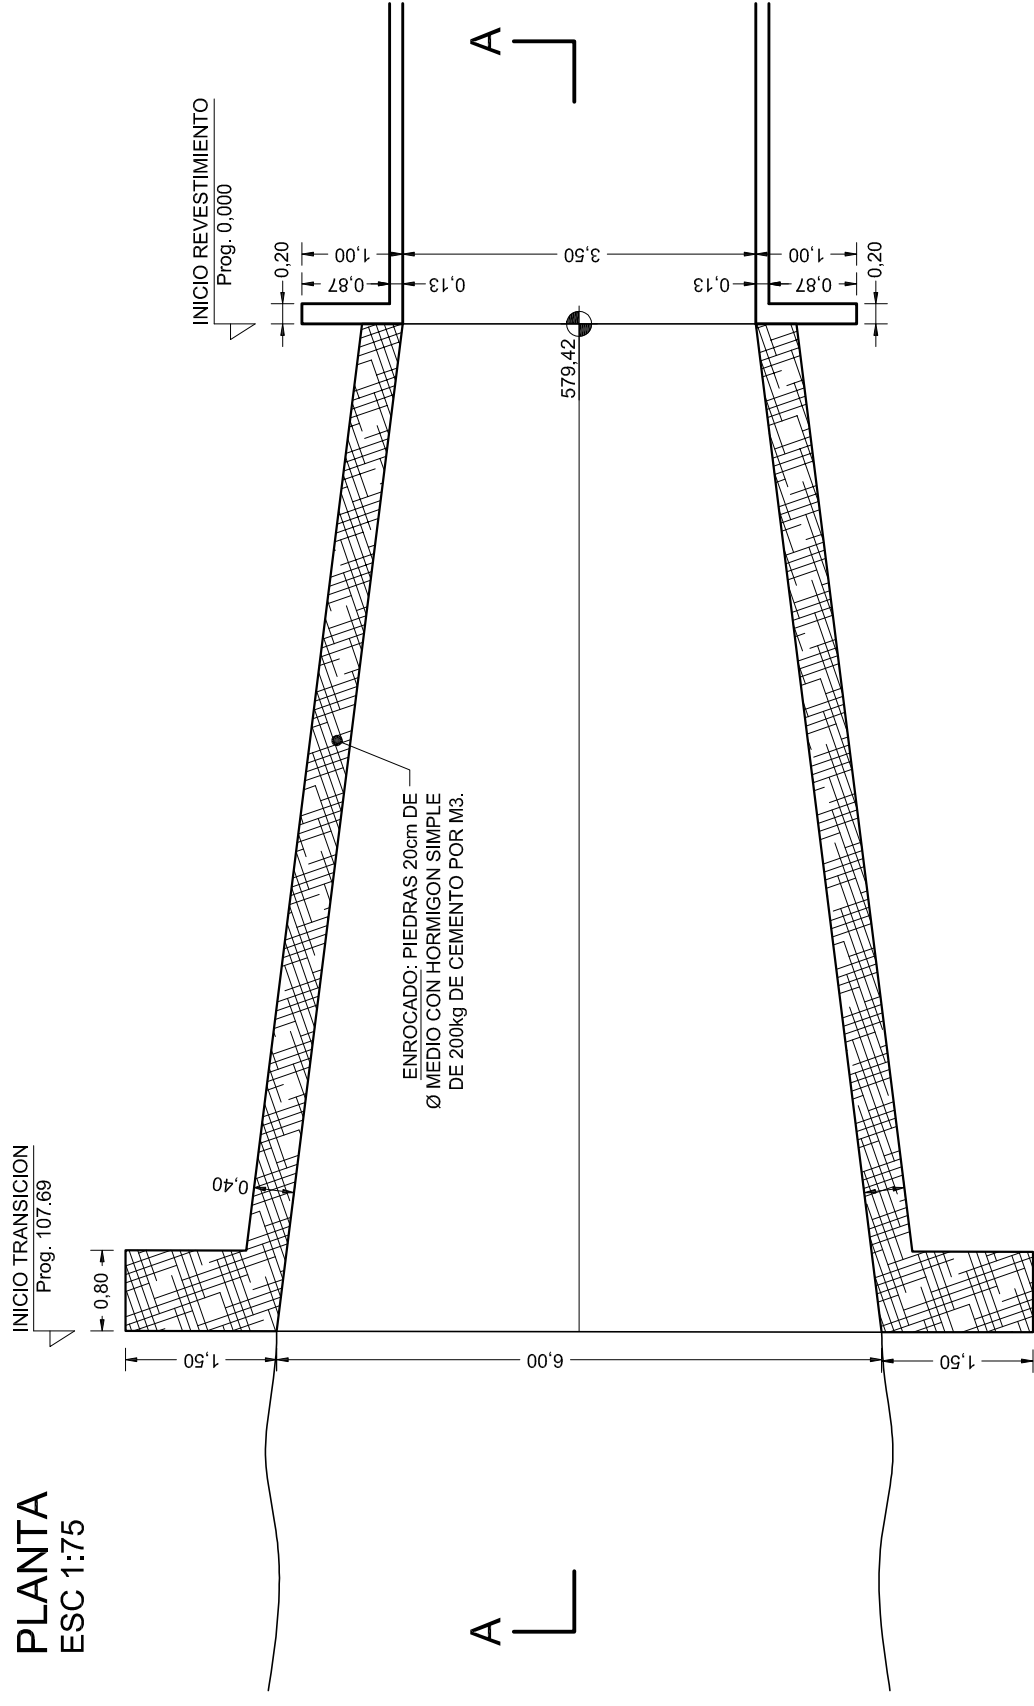 PLANTA
ESC 1:75
INICIO TRANSICION
Prog. 107.69
0,80
1,50
6,00
1,50
0,40
ENROCADO: PIEDRAS 20cm DE
Ø MEDIO CON HORMIGON SIMPLE
DE 200kg DE CEMENTO POR M3.
INICIO REVESTIMIENTO
Prog. 0,000
0,20
1,00
0,87
0,13
3,50
579,42
0,13
0,87
1,00
0,20
A
A